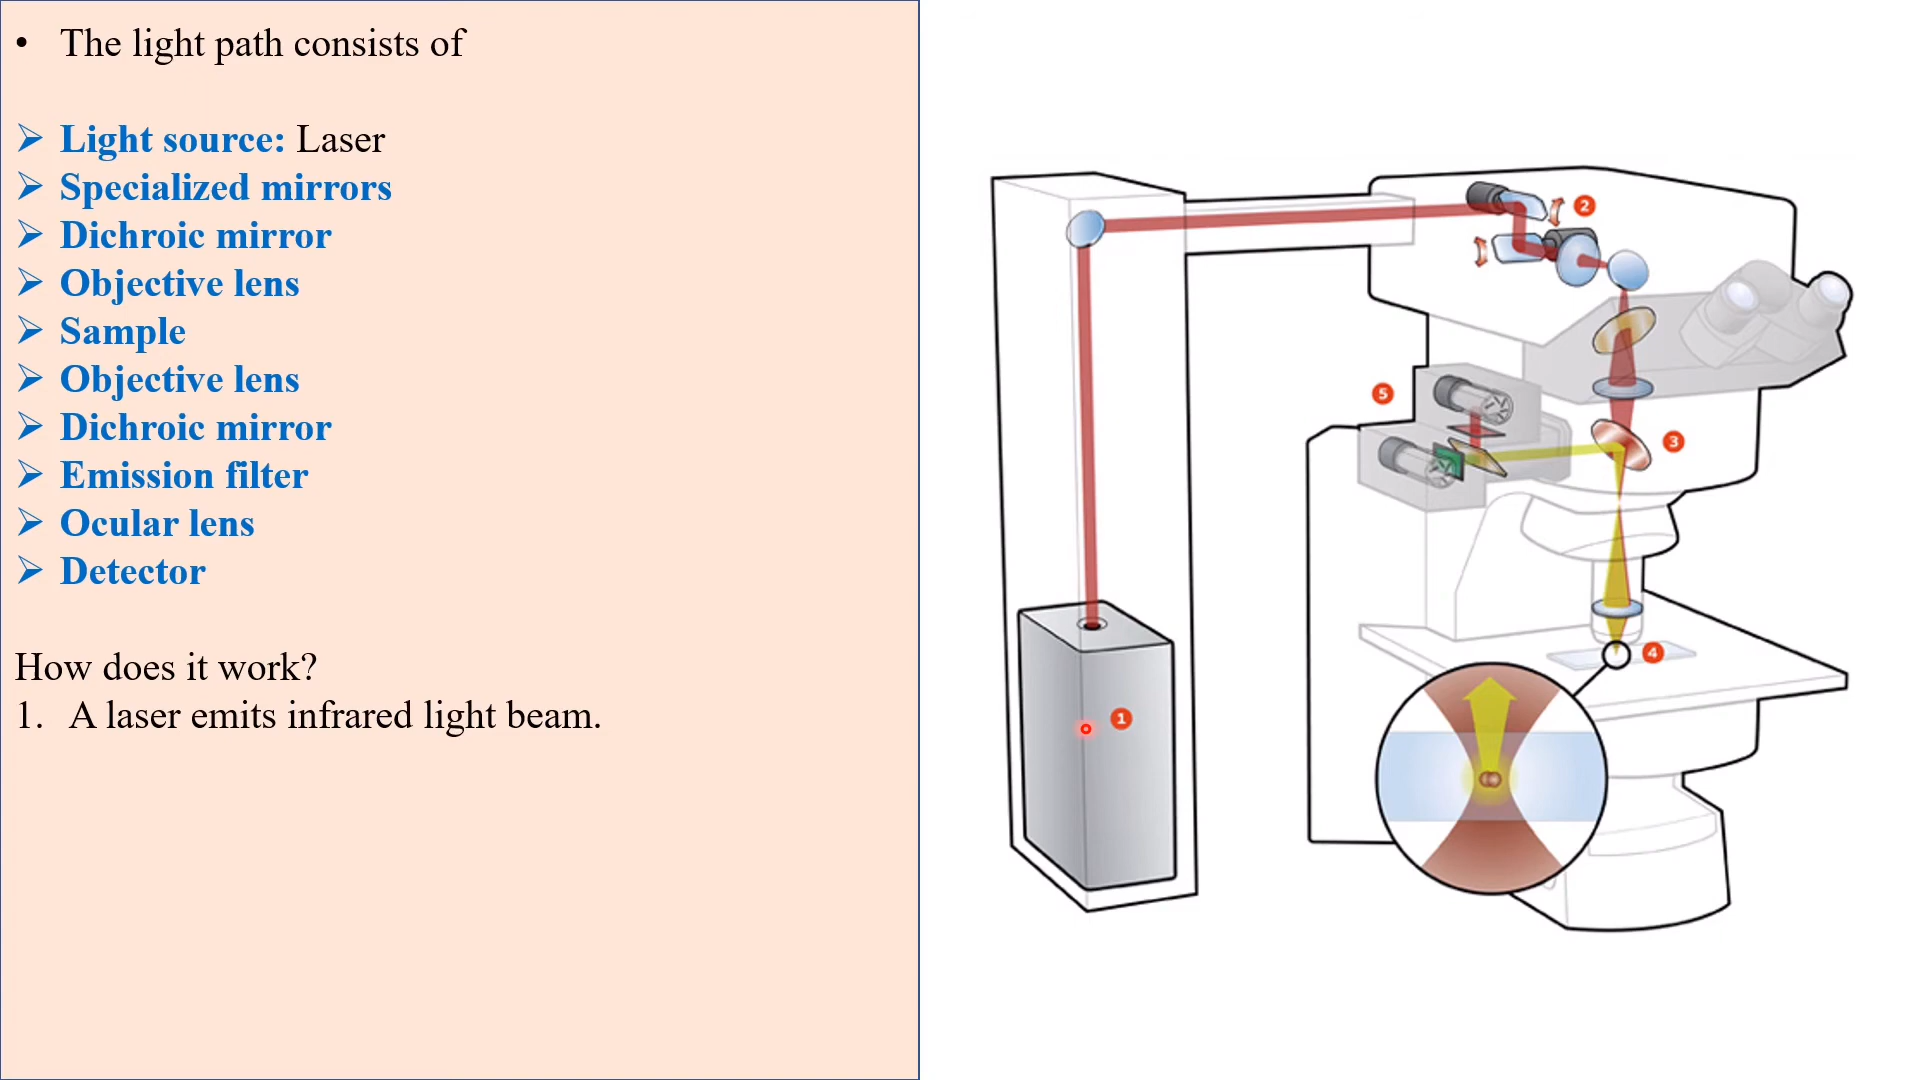 • The light path consists of
➢ Light source: Laser
➢ Specialized mirrors
➢ Dichroic mirror
➢ Objective lens
➢ Sample
➢ Objective lens
➢ Dichroic mirror
➢ Emission filter
➢ Ocular lens
➢ Detector
How does it work?
1. A laser emits infrared light beam.
2
5
3
4
1